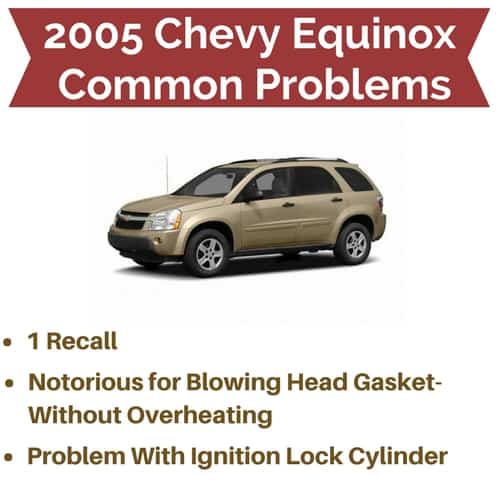 2005 Chevy Equinox
Common Problems
• 1 Recall
• Notorious for Blowing Head Gasket-
Without Overheating
• Problem With Ignition Lock Cylinder